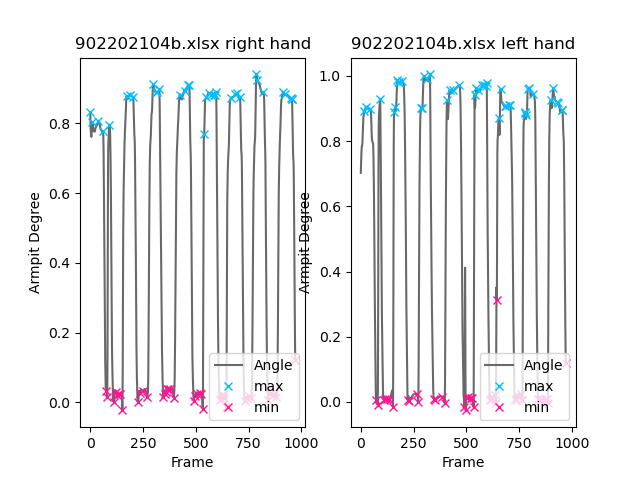 902202104b.xlsx right hand
902202104b.xlsx left hand
Armpit Degree
0.8
0.6
0.4
0.2
0.0
0
250
500
750
1000
Frame
Angle
max
min
Armpit Degree
1.0
0.8
0.6
0.4
0.2
0.0
0
250
500
750
1000
Frame
Angle
max
min